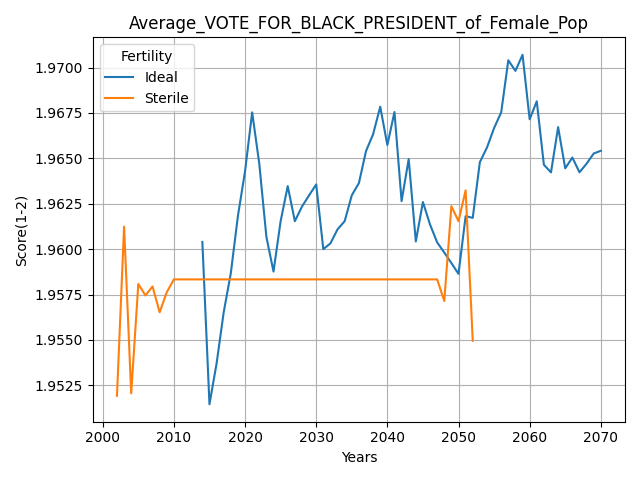 Average_VOTE_FOR_BLACK_PRESIDENT_of_Female_Pop
Fertility
Ideal
Sterile
Score(1-2)
1.9700
1.9675
1.9650
1.9625
1.9600
1.9575
1.9550
1.9525
2000 2010 2020 2030 2040 2050 2060 2070
Years